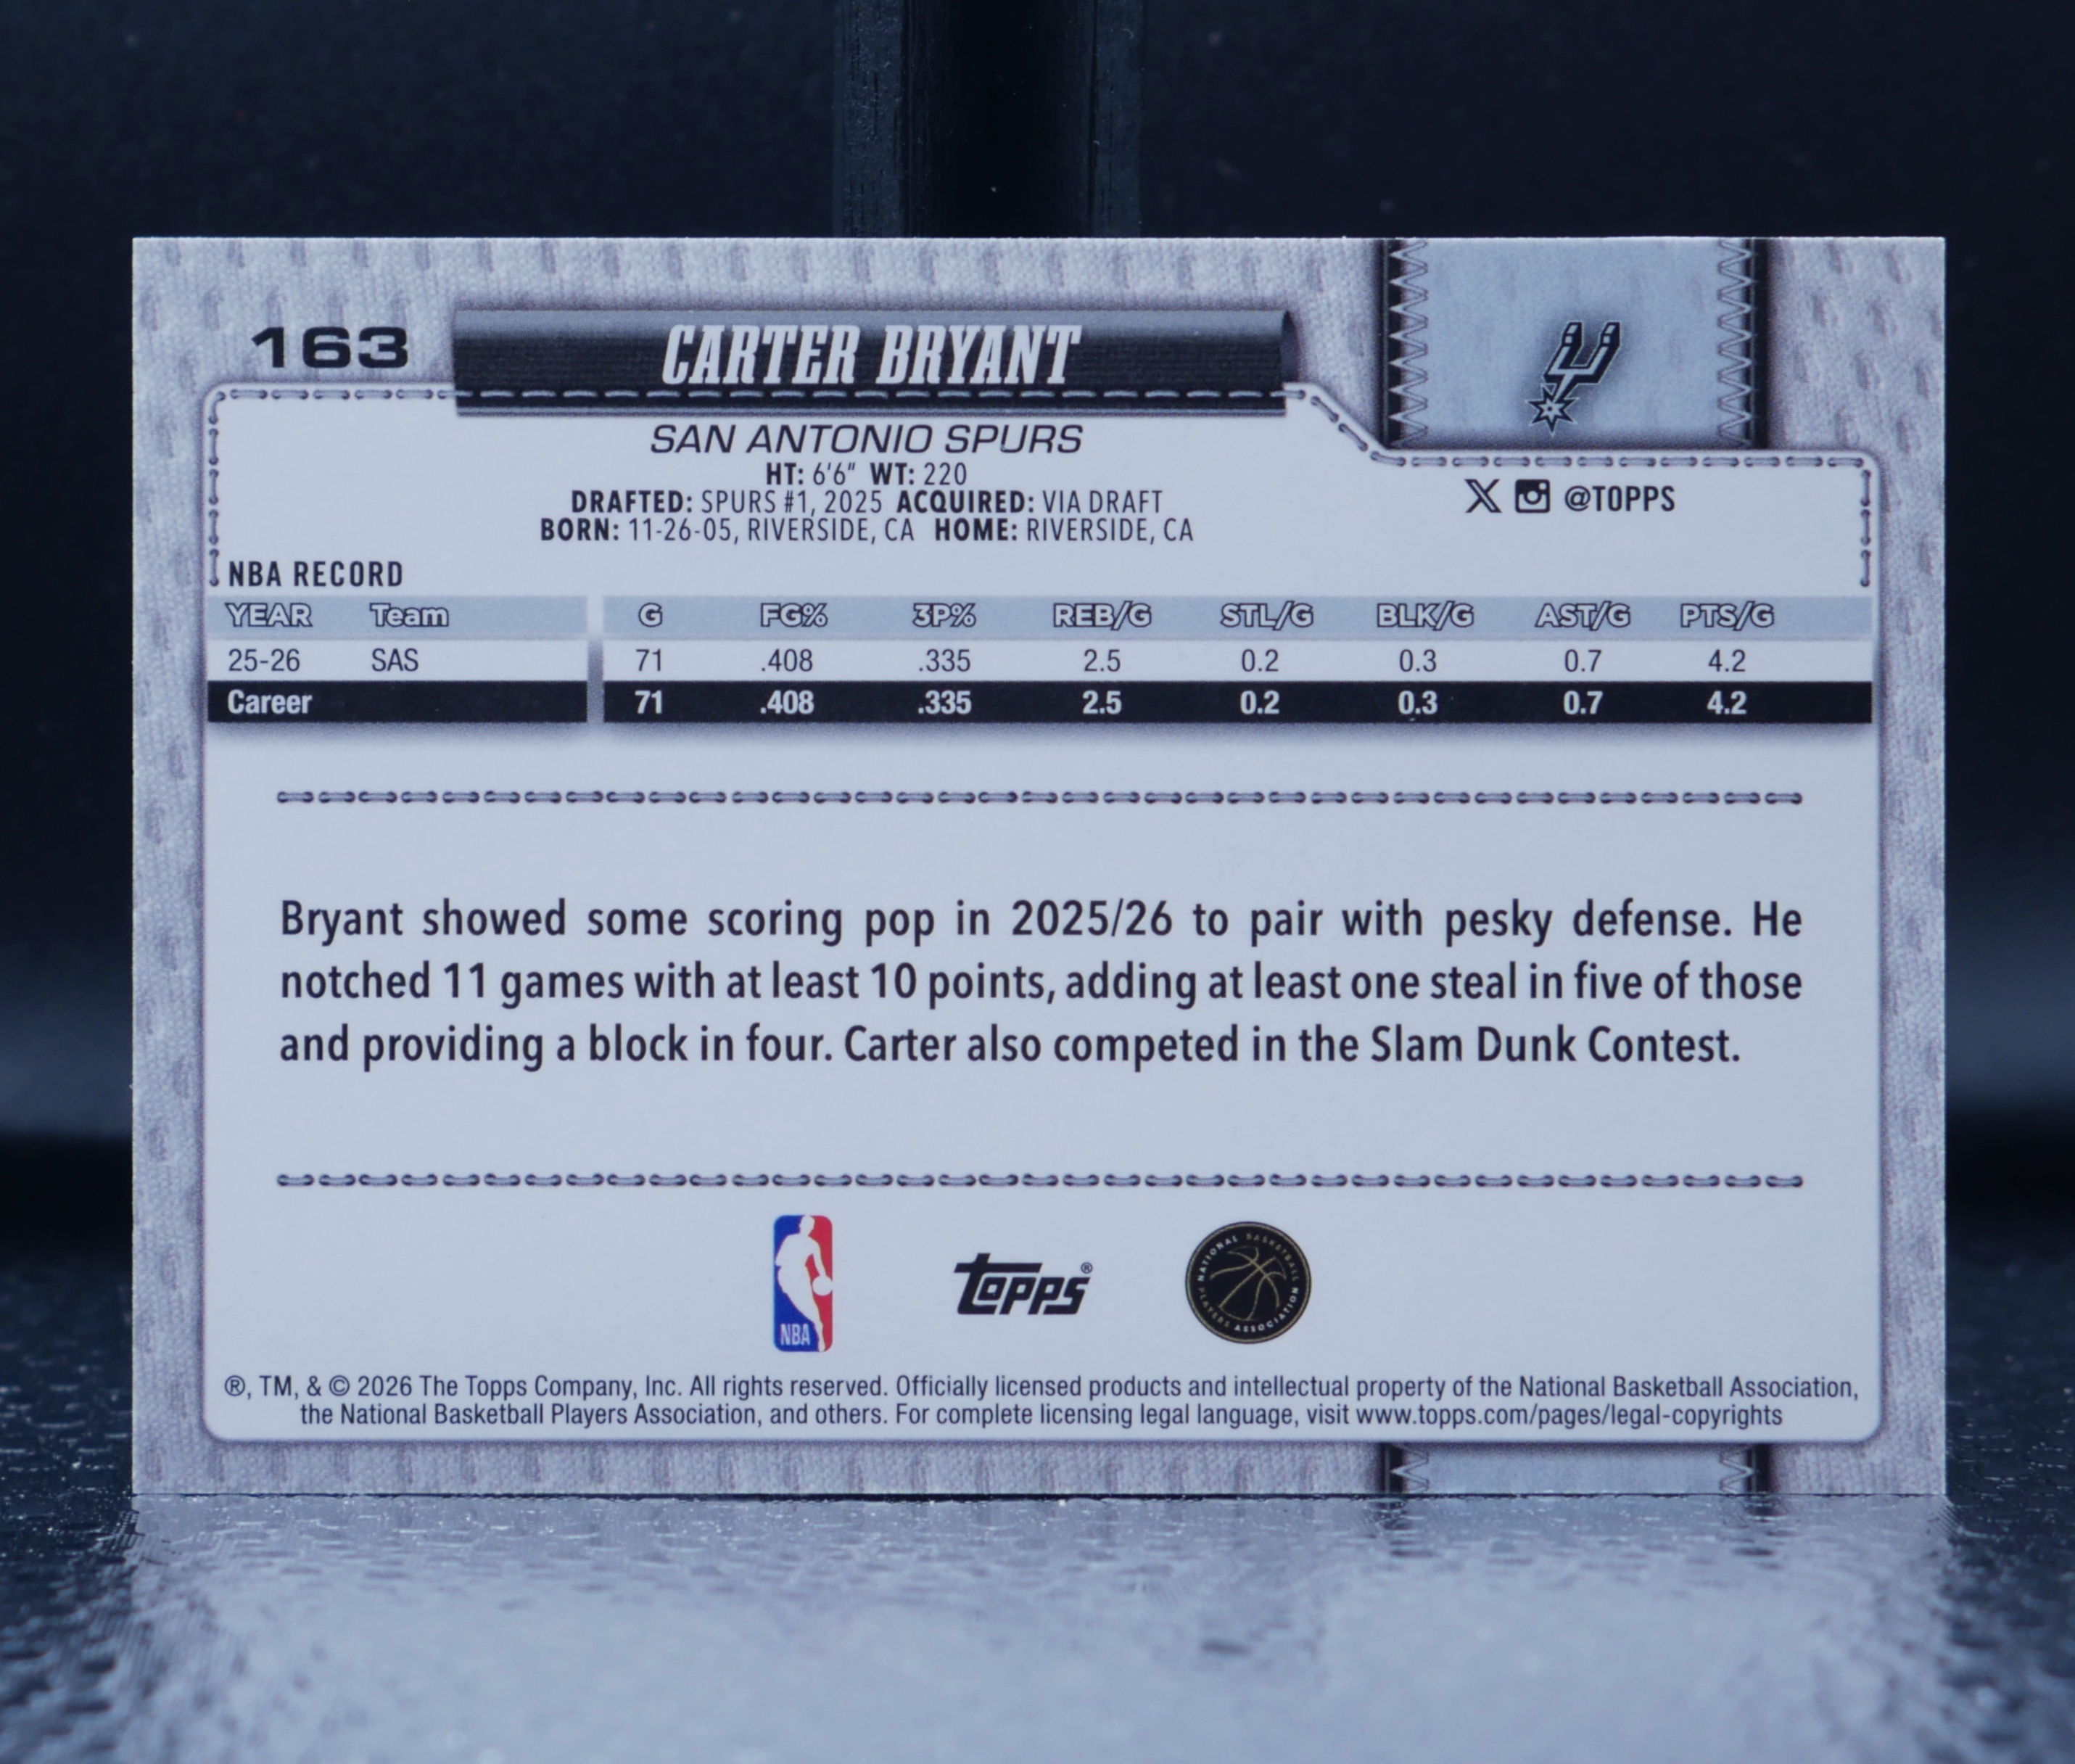 163
CARTER BRYANT
SAN ANTONIO SPURS
HT: 6'6" WT: 220
DRAFTED: SPURS #1, 2025 ACQUIRED: VIA DRAFT
BORN: 11-26-05, RIVERSIDE, CA HOME: RIVERSIDE, CA
@TOPPS
NBA RECORD
YEAR Team G FG% 3P% REB/G STL/G BLK/G AST/G PTS/G
25-26 SAS 71 .408 .335 2.5 0.2 0.3 0.7 4.2
Career 71 .408 .335 2.5 0.2 0.3 0.7 4.2
Bryant showed some scoring pop in 2025/26 to pair with pesky defense. He
notched 11 games with at least 10 points, adding at least one steal in five of those
and providing a block in four. Carter also competed in the Slam Dunk Contest.
NBA
Topps®
NATIONAL BASKETBALL PLAYERS ASSOCIATION
®, TM, & © 2026 The Topps Company, Inc. All rights reserved. Officially licensed products and intellectual property of the National Basketball Association,
the National Basketball Players Association, and others. For complete licensing legal language, visit www.topps.com/pages/legal-copyrights